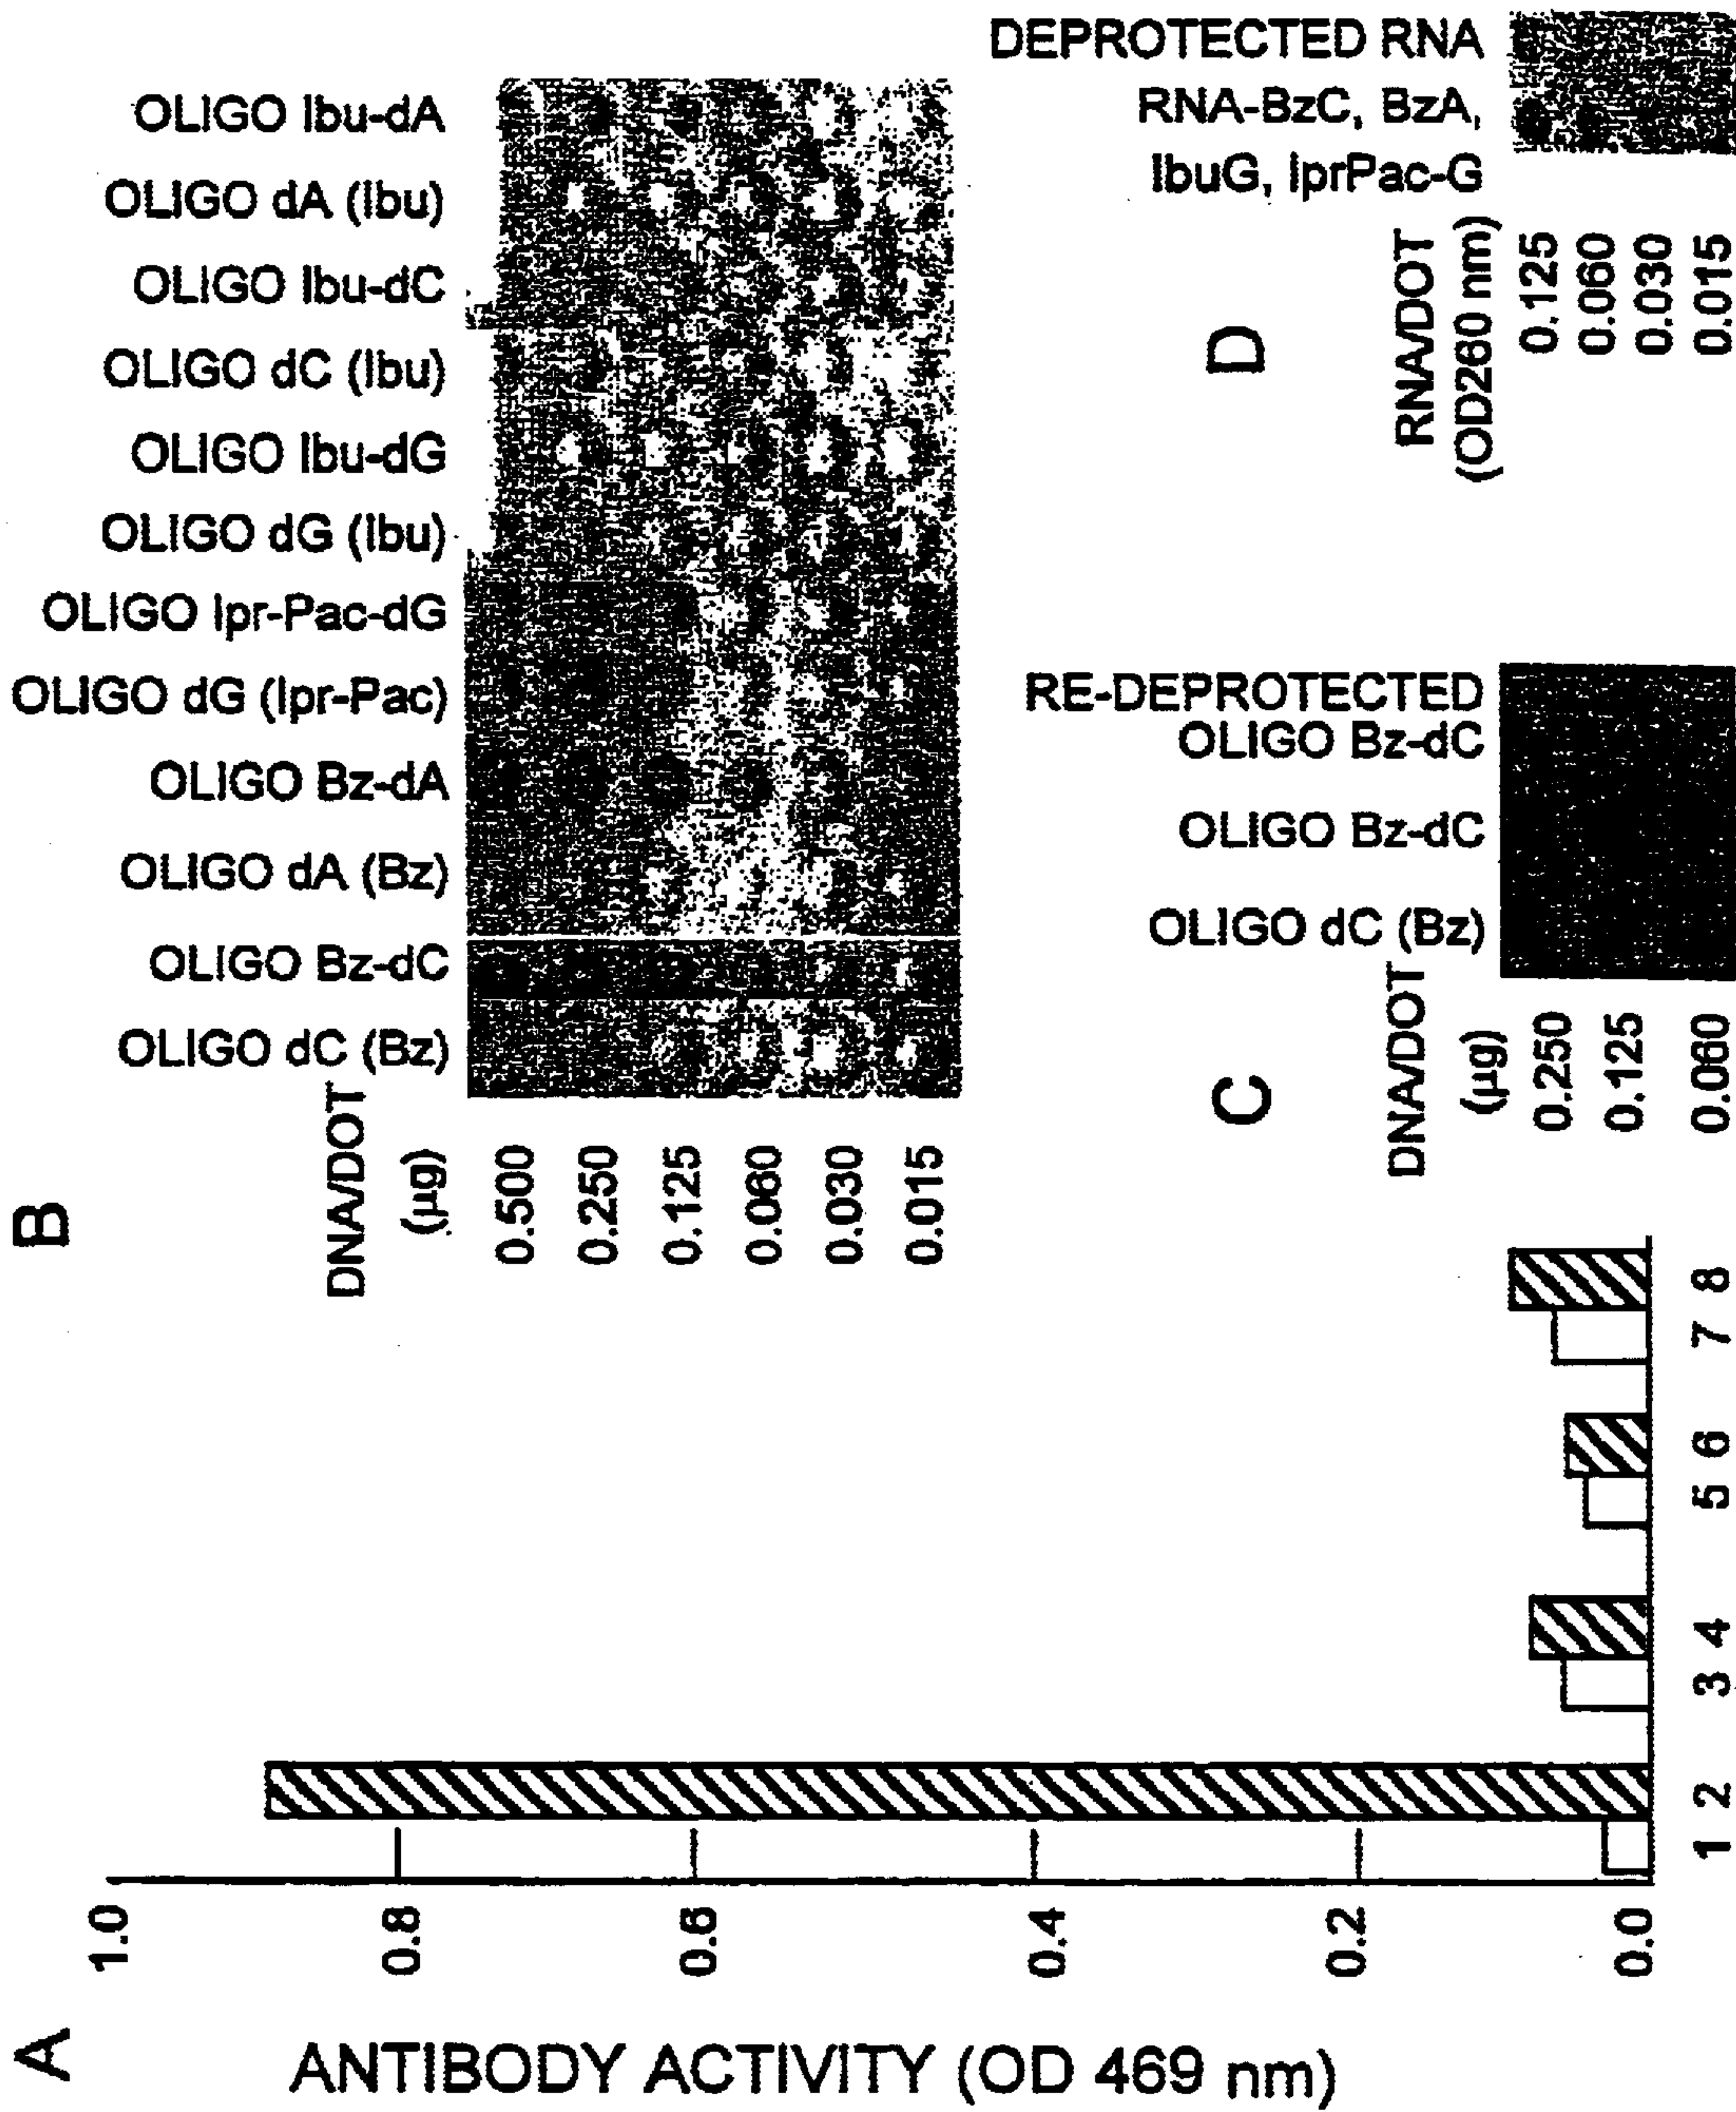 A
ANTIBODY ACTIVITY (OD 469 nm)
1.0
0.8
0.6
0.4
0.2
0.0
1 2 3 4 5 6 7 8
B
DNA/DOT
(µg)
0.500
0.250
0.125
0.060
0.030
0.015
OLIGO dC (Bz)
OLIGO Bz-dC
OLIGO dA (Bz)
OLIGO Bz-dA
OLIGO dG (Ipr-Pac)
OLIGO Ipr-Pac-dG
OLIGO dG (Ibu)
OLIGO Ibu-dG
OLIGO dC (Ibu)
OLIGO Ibu-dC
OLIGO dA (Ibu)
OLIGO Ibu-dA
C
DNA/DOT
(µg)
0.250
0.125
0.060
OLIGO dC (Bz)
OLIGO Bz-dC
RE-DEPROTECTED
OLIGO Bz-dC
D
RNA/DOT
(OD260 nm)
0.125
0.060
0.030
0.015
DEPROTECTED RNA
RNA-BzC, BzA,
IbuG, IprPac-G